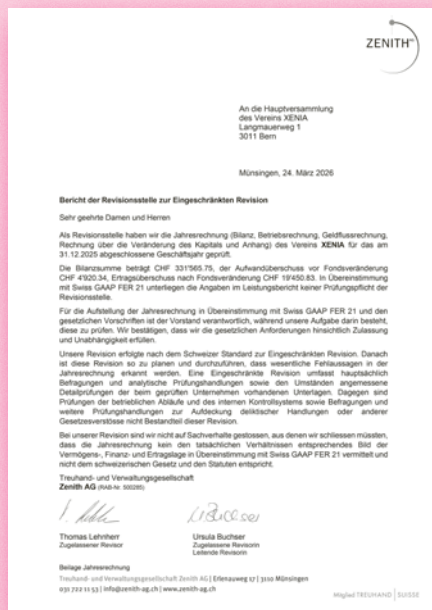 ZENITH
An die Hauptversammlung
des Vereins XENIA
Langmauerweg 1
3011 Bern
Münsingen, 24. März 2026
Bericht der Revisionsstelle zur Eingeschränkten Revision
Sehr geehrte Damen und Herren
Als Revisionsstelle haben wir die Jahresrechnung (Bilanz, Betriebsrechnung, Geldflussrechnung,
Rechnung über die Veränderung des Kapitals und Anhang) des Vereins XENIA für das am
31.12.2025 abgeschlossene Geschäftsjahr geprüft.
Die Bilanzsumme beträgt CHF 331'565.75, der Aufwandüberschuss vor Fondsveränderung
CHF 4'920.34, Ertragsüberschuss nach Fondsveränderung CHF 19'450.83. In Übereinstimmung
mit Swiss GAAP FER 21 unterliegen die Angaben im Leistungsbericht keiner Prüfungspflicht der
Revisionsstelle.
Für die Aufstellung der Jahresrechnung in Übereinstimmung mit Swiss GAAP FER 21 und den
gesetzlichen Vorschriften ist der Vorstand verantwortlich, während unsere Aufgabe darin besteht,
diese zu prüfen. Wir bestätigen, dass wir die gesetzlichen Anforderungen hinsichtlich Zulassung
und Unabhängigkeit erfüllen.
Unsere Revision erfolgte nach dem Schweizer Standard zur Eingeschränkten Revision. Danach
ist diese Revision so zu planen und durchzuführen, dass wesentliche Fehlaussagen in der
Jahresrechnung erkannt werden. Eine Eingeschränkte Revision umfasst hauptsächlich
Befragungen und analytische Prüfungshandlungen sowie den Umständen angemessene
Detailprüfungen der beim geprüften Unternehmen vorhandenen Unterlagen. Dagegen sind
Prüfungen der betrieblichen Abläufe und des internen Kontrollsystems sowie Befragungen und
weitere Prüfungshandlungen zur Aufdeckung deliktischer Handlungen oder anderer
Gesetzesverstösse nicht Bestandteil dieser Revision.
Bei unserer Revision sind wir nicht auf Sachverhalte gestossen, aus denen wir schliessen müssten,
dass die Jahresrechnung kein den tatsächlichen Verhältnissen entsprechendes Bild der
Vermögens-, Finanz- und Ertragslage in Übereinstimmung mit Swiss GAAP FER 21 vermittelt und
nicht dem schweizerischen Gesetz und den Statuten entspricht.
Treuhand- und Verwaltungsgesellschaft
Zenith AG (RAB-Nr. 500285)
Thomas Lehnherr
Ursula Buchser
Zugelassener Revisor
Zugelassene Revisorin
Leitende Revisorin
Beilage Jahresrechnung
Treuhand- und Verwaltungsgesellschaft Zenith AG | Erlenauweg 17 | 3110 Münsingen
031 722 11 53 | info@zenith-ag.ch | www.zenith-ag.ch
Mitglied TREUHAND | SUISSE